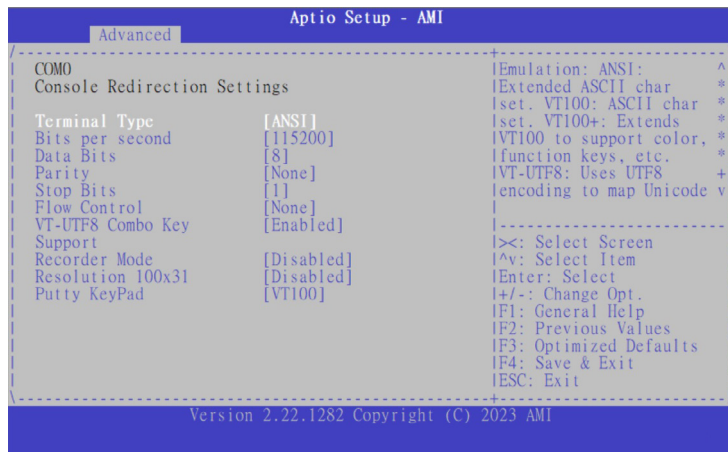 Aptio Setup - AMI
Advanced
/-------------------------------------------------+--------------------------
| COMO |Emulation: ANSI: ^
| Console Redirection Settings |Extended ASCII char *
| |set. VT100: ASCII char *
| Terminal Type [ANSI] |set. VT100+: Extends *
| Bits per second [115200] |VT100 to support color, *
| Data Bits [8] |function keys, etc. *
| Parity [None] |VT-UTF8: Uses UTF8 +
| Stop Bits [1] |encoding to map Unicode v
| Flow Control [None] |
| VT-UTF8 Combo Key [Enabled] |--------------------------
| Support |><: Select Screen
| Recorder Mode [Disabled] |^v: Select Item
| Resolution 100x31 [Disabled] |Enter: Select
| Putty KeyPad [VT100] |+/-: Change Opt.
| |F1: General Help
| |F2: Previous Values
| |F3: Optimized Defaults
| |F4: Save & Exit
| |ESC: Exit
\-------------------------------------------------+--------------------------
Version 2.22.1282 Copyright (C) 2023 AMI